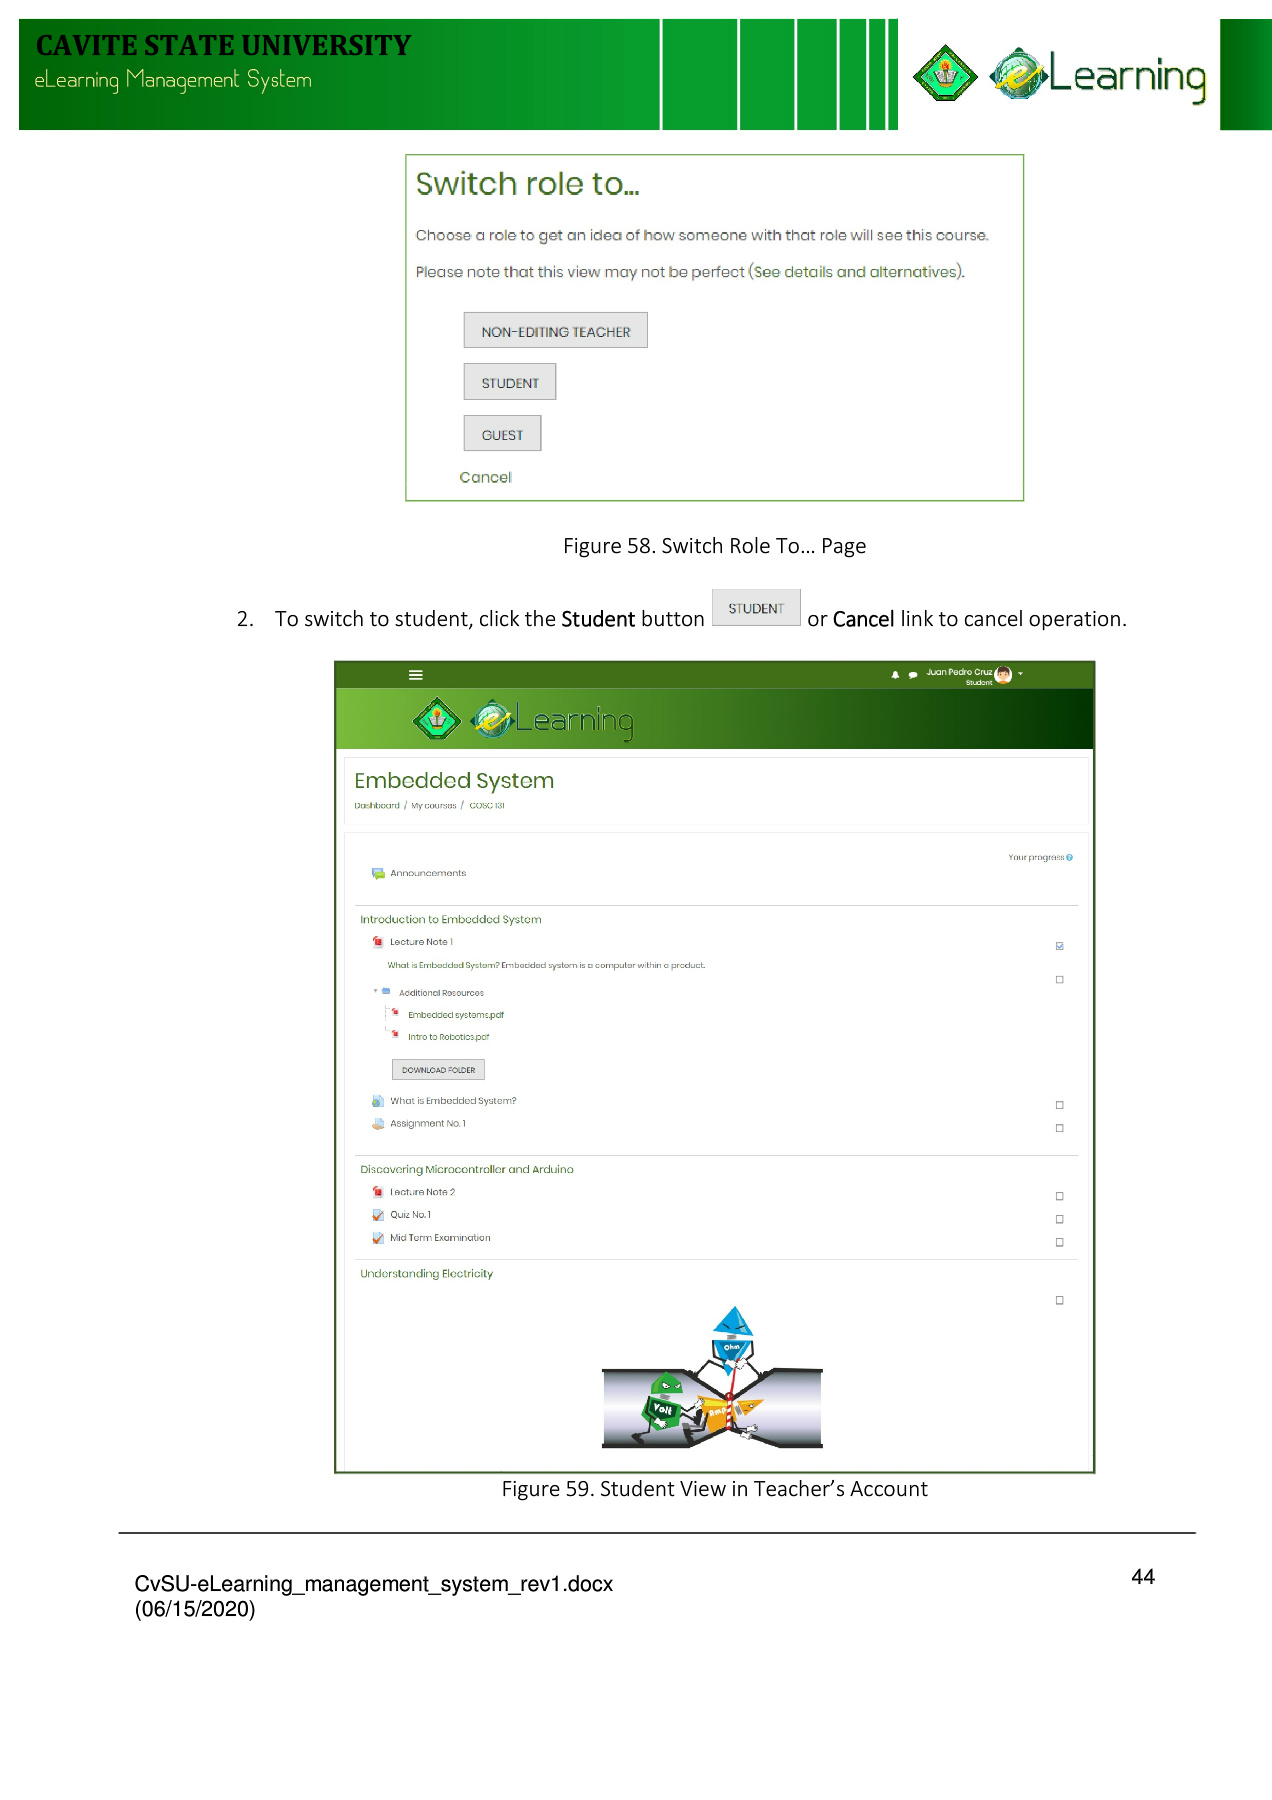 CAVITE STATE UNIVERSITY
eLearning Management System
eLearning
Switch role to...
Choose a role to get an idea of how someone with that role will see this course.
Please note that this view may not be perfect (See details and alternatives).
NON-EDITING TEACHER
STUDENT
GUEST
Cancel
Figure 58. Switch Role To... Page
2. To switch to student, click the Student button STUDENT or Cancel link to cancel operation.
Juan Pedro Cruz
Student
eLearning
Embedded System
Dashboard / My courses / COSC 131
Your progress
Announcements
Introduction to Embedded System
Lecture Note 1
What is Embedded System? Embedded system is a computer within a product.
Additional Resources
Embedded systems.pdf
Intro to Robotics.pdf
DOWNLOAD FOLDER
What is Embedded System?
Assignment No. 1
Discovering Microcontroller and Arduino
Lecture Note 2
Quiz No. 1
Mid Term Examination
Understanding Electricity
Ohm
Volt
Amp
Figure 59. Student View in Teacher’s Account
CvSU-eLearning_management_system_rev1.docx
(06/15/2020)
44